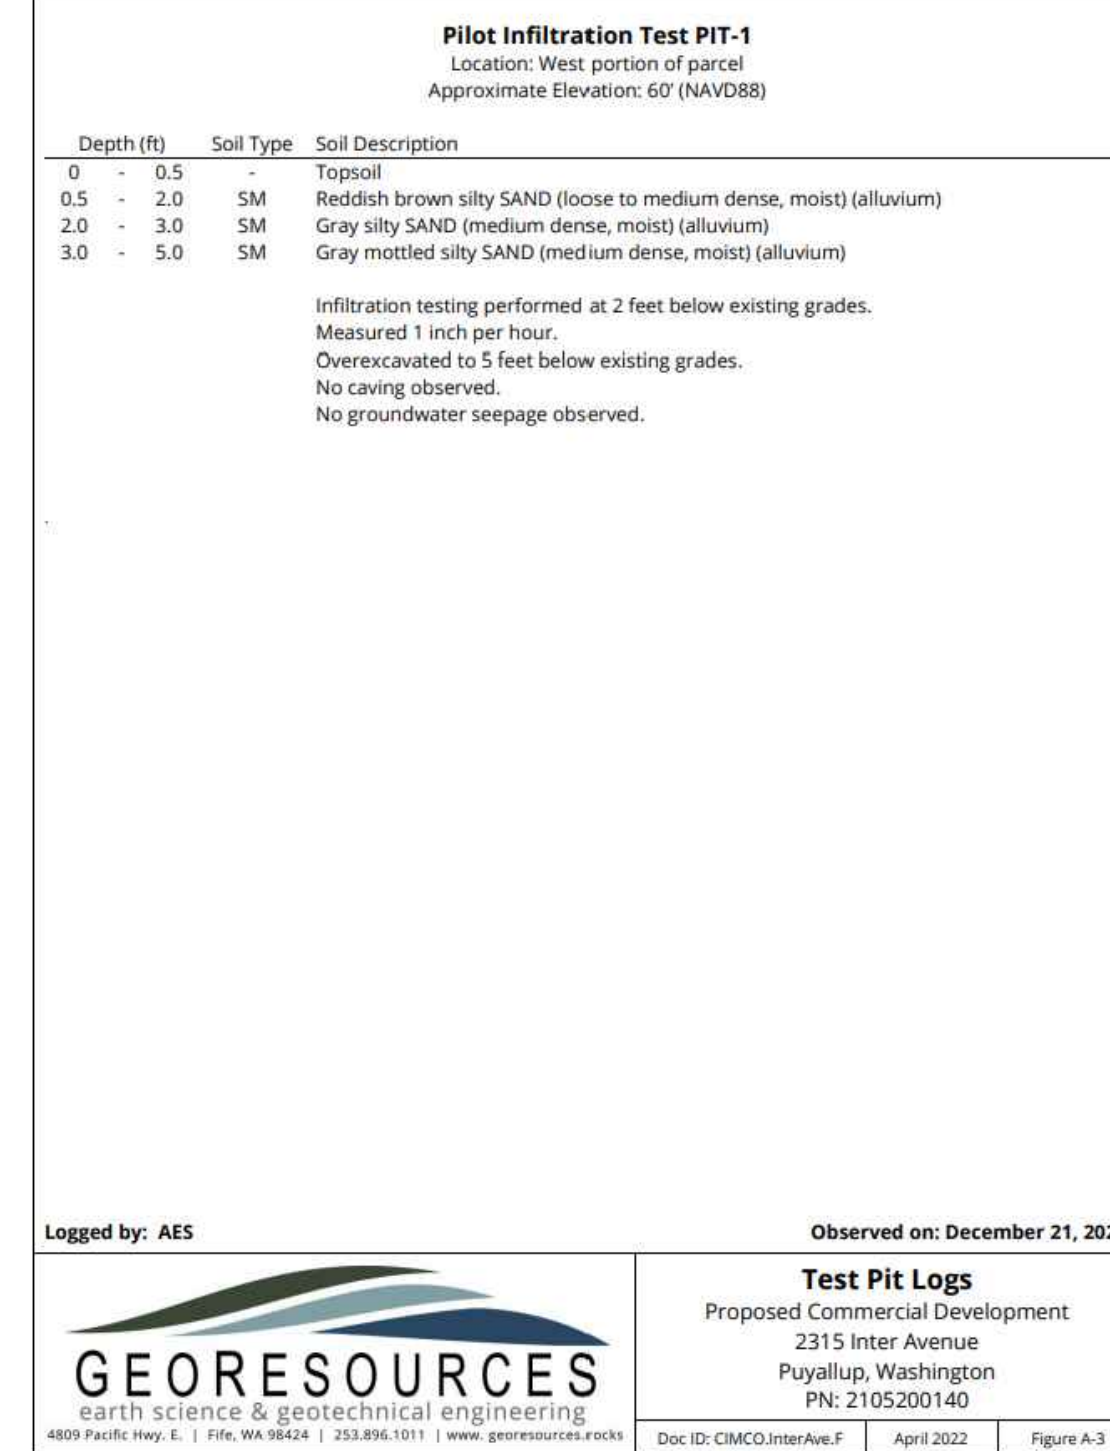 Pilot Infiltration Test PIT-1
Location: West portion of parcel
Approximate Elevation: 60' (NAVD88)
Depth (ft) Soil Type Soil Description
0 - 0.5 - Topsoil
0.5 - 2.0 SM Reddish brown silty SAND (loose to medium dense, moist) (alluvium)
2.0 - 3.0 SM Gray silty SAND (medium dense, moist) (alluvium)
3.0 - 5.0 SM Gray mottled silty SAND (medium dense, moist) (alluvium)
Infiltration testing performed at 2 feet below existing grades.
Measured 1 inch per hour.
Overexcavated to 5 feet below existing grades.
No caving observed.
No groundwater seepage observed.
Logged by: AES
Observed on: December 21, 202
GEORESOURCES
earth science & geotechnical engineering
4809 Pacific Hwy. E. | Fife, WA 98424 | 253.896.1011 | www. georesources.rocks
Test Pit Logs
Proposed Commercial Development
2315 Inter Avenue
Puyallup, Washington
PN: 2105200140
Doc ID: CIMCO.InterAve.F April 2022 Figure A-3